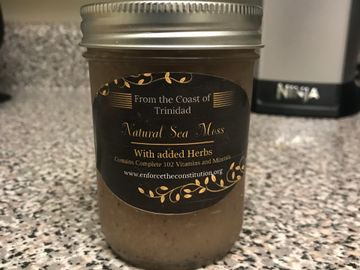 From the Coast of
Trinidad
Natural Sea Moss
With added Herbs
Contains Complete 102 Vitamins and Minerals
www.enforcetheconstitution.org
NINJA